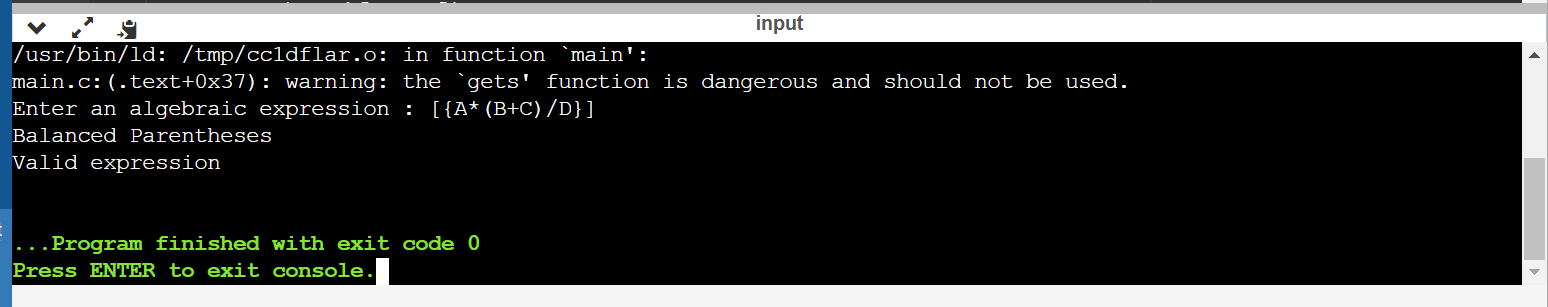 input
/usr/bin/ld: /tmp/cc1dflar.o: in function `main':
main.c:(.text+0x37): warning: the `gets' function is dangerous and should not be used.
Enter an algebraic expression : [{A*(B+C)/D}]
Balanced Parentheses
Valid expression
...Program finished with exit code 0
Press ENTER to exit console.